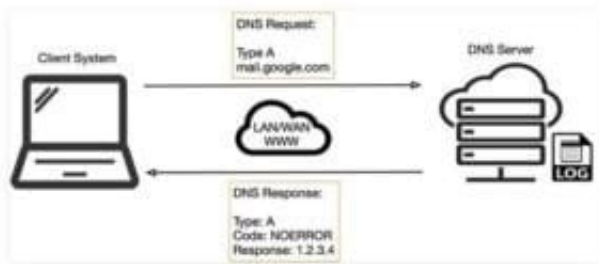 DNS Request:
Type A
mail.google.com
Client System
DNS Server
LAN/WAN
WWW
LOG
DNS Response:
Type: A
Code: NOERROR
Response: 1.2.3.4